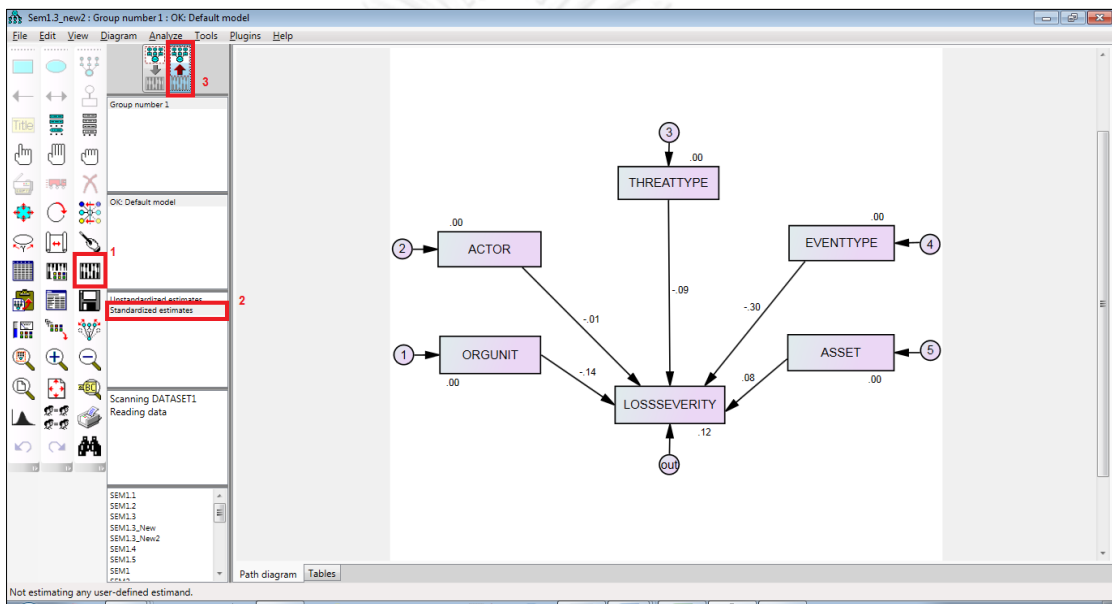 Sem1.3_new2 : Group number 1 : OK: Default model
File Edit View Diagram Analyze Tools Plugins Help
3
Title
Group number 1
OK: Default model
1
Unstandardized estimates
Standardized estimates
2
Scanning DATASET1
Reading data
SEM1.1
SEM1.2
SEM1.3
SEM1.3_New
SEM1.3_New2
SEM1.4
SEM1.5
SEM1
3
.00
THREATTYPE
.00
2
ACTOR
.00
EVENTTYPE
4
-.09
-.30
-.01
1
ORGUNIT
.00
-.14
ASSET
5
.00
.08
LOSSSEVERITY
.12
out
Path diagram Tables
Not estimating any user-defined estimand.